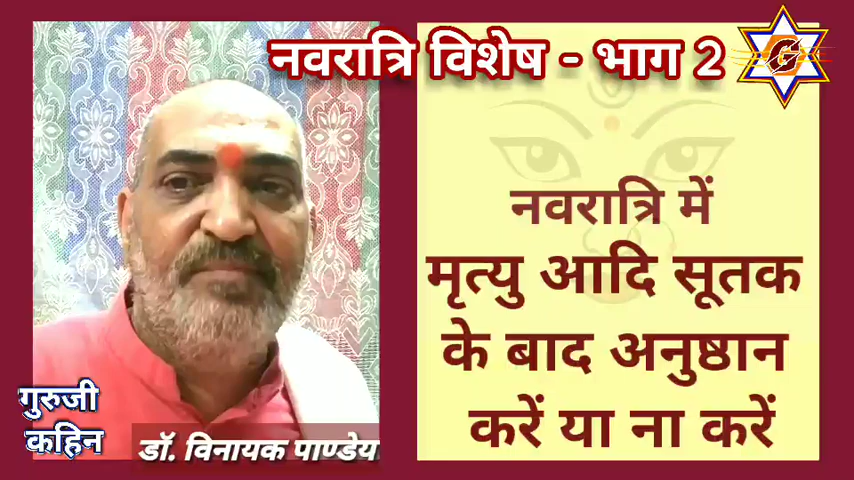 नवरात्रि विशेष - भाग 2
G
नवरात्रि में
मृत्यु आदि सूतक
के बाद अनुष्ठान
करें या ना करें
गुरुजी
कहिन
डॉ. विनायक पाण्डेय